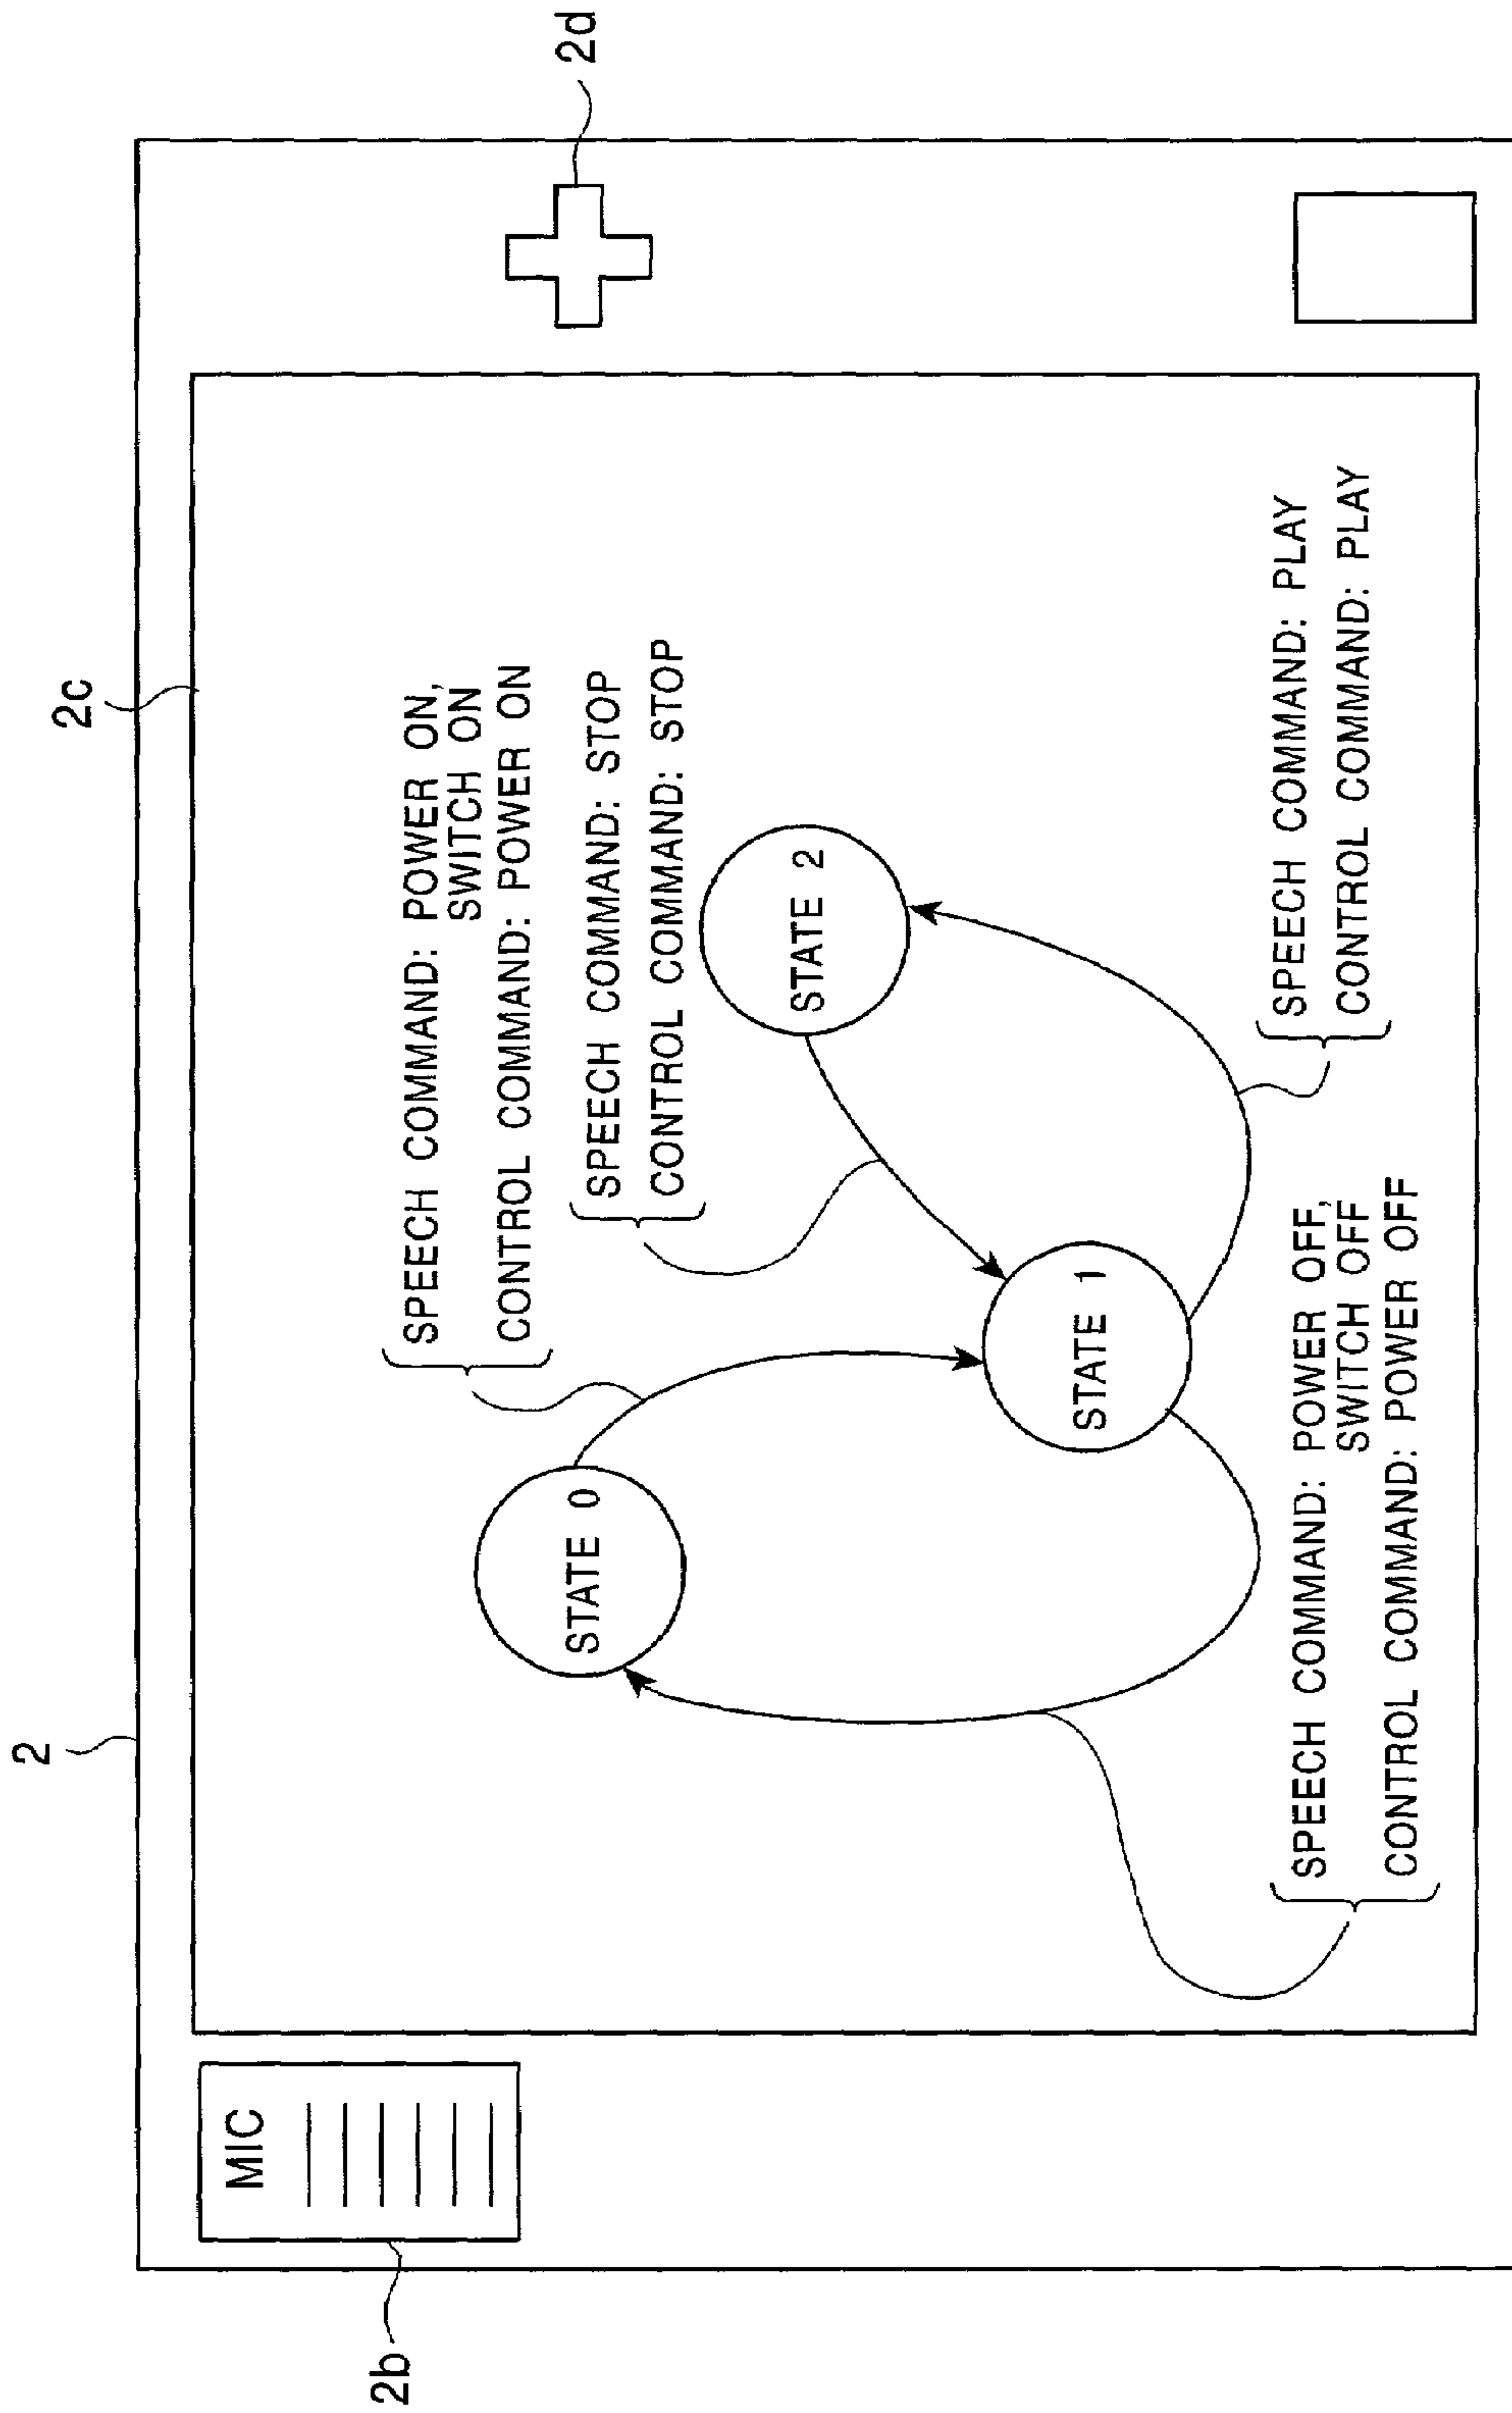 2
2c
2d
2b
MIC
SPEECH COMMAND: POWER ON,
SWITCH ON
CONTROL COMMAND: POWER ON
SPEECH COMMAND: STOP
CONTROL COMMAND: STOP
STATE 0
STATE 2
STATE 1
SPEECH COMMAND: PLAY
CONTROL COMMAND: PLAY
SPEECH COMMAND: POWER OFF,
SWITCH OFF
CONTROL COMMAND: POWER OFF